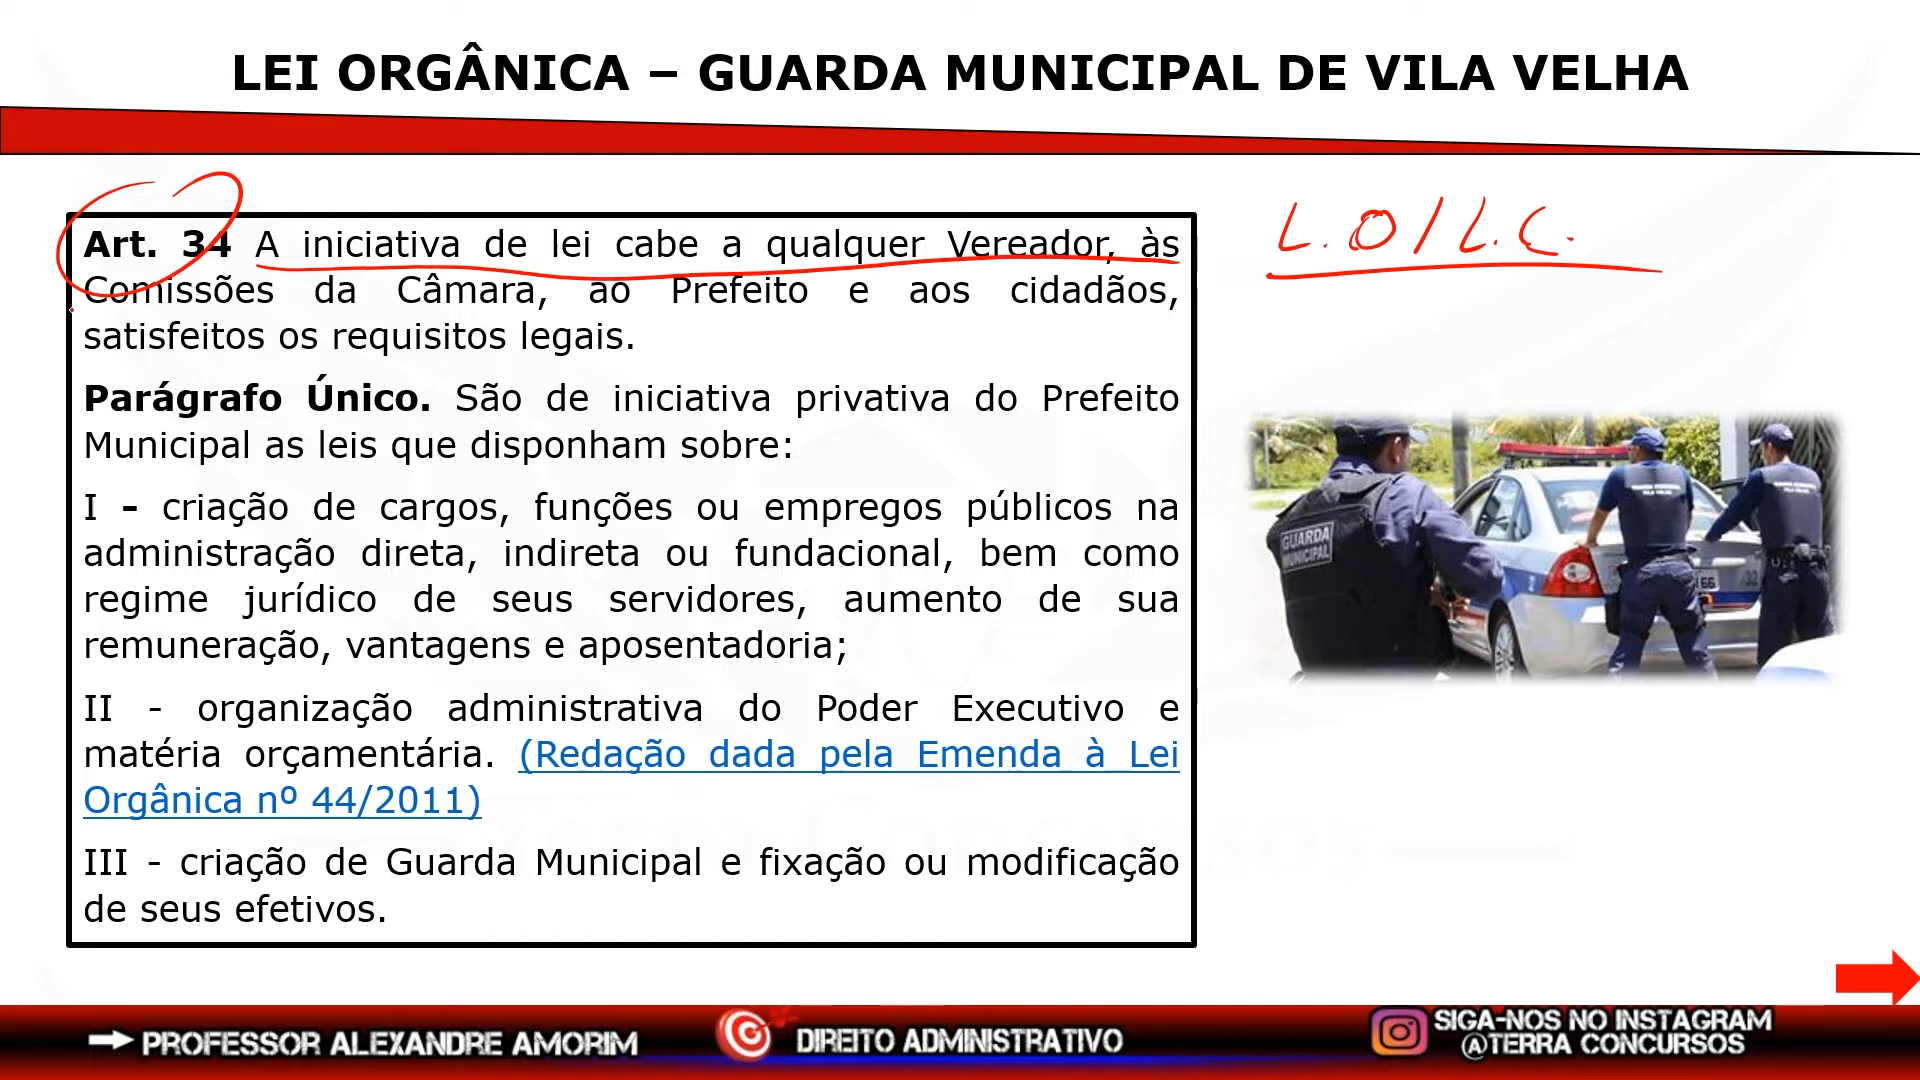 LEI ORGÂNICA – GUARDA MUNICIPAL DE VILA VELHA
L.O/L.C.
Art. 34 A iniciativa de lei cabe a qualquer Vereador, às
Comissões da Câmara, ao Prefeito e aos cidadãos,
satisfeitos os requisitos legais.
Parágrafo Único. São de iniciativa privativa do Prefeito
Municipal as leis que disponham sobre:
I - criação de cargos, funções ou empregos públicos na
administração direta, indireta ou fundacional, bem como
regime jurídico de seus servidores, aumento de sua
remuneração, vantagens e aposentadoria;
II - organização administrativa do Poder Executivo e
matéria orçamentária. (Redação dada pela Emenda à Lei
Orgânica nº 44/2011)
III - criação de Guarda Municipal e fixação ou modificação
de seus efetivos.
GUARDA
MUNICIPAL
Terra Concursos
PROFESSOR ALEXANDRE AMORIM
DIREITO ADMINISTRATIVO
SIGA-NOS NO INSTAGRAM
@TERRA CONCURSOS